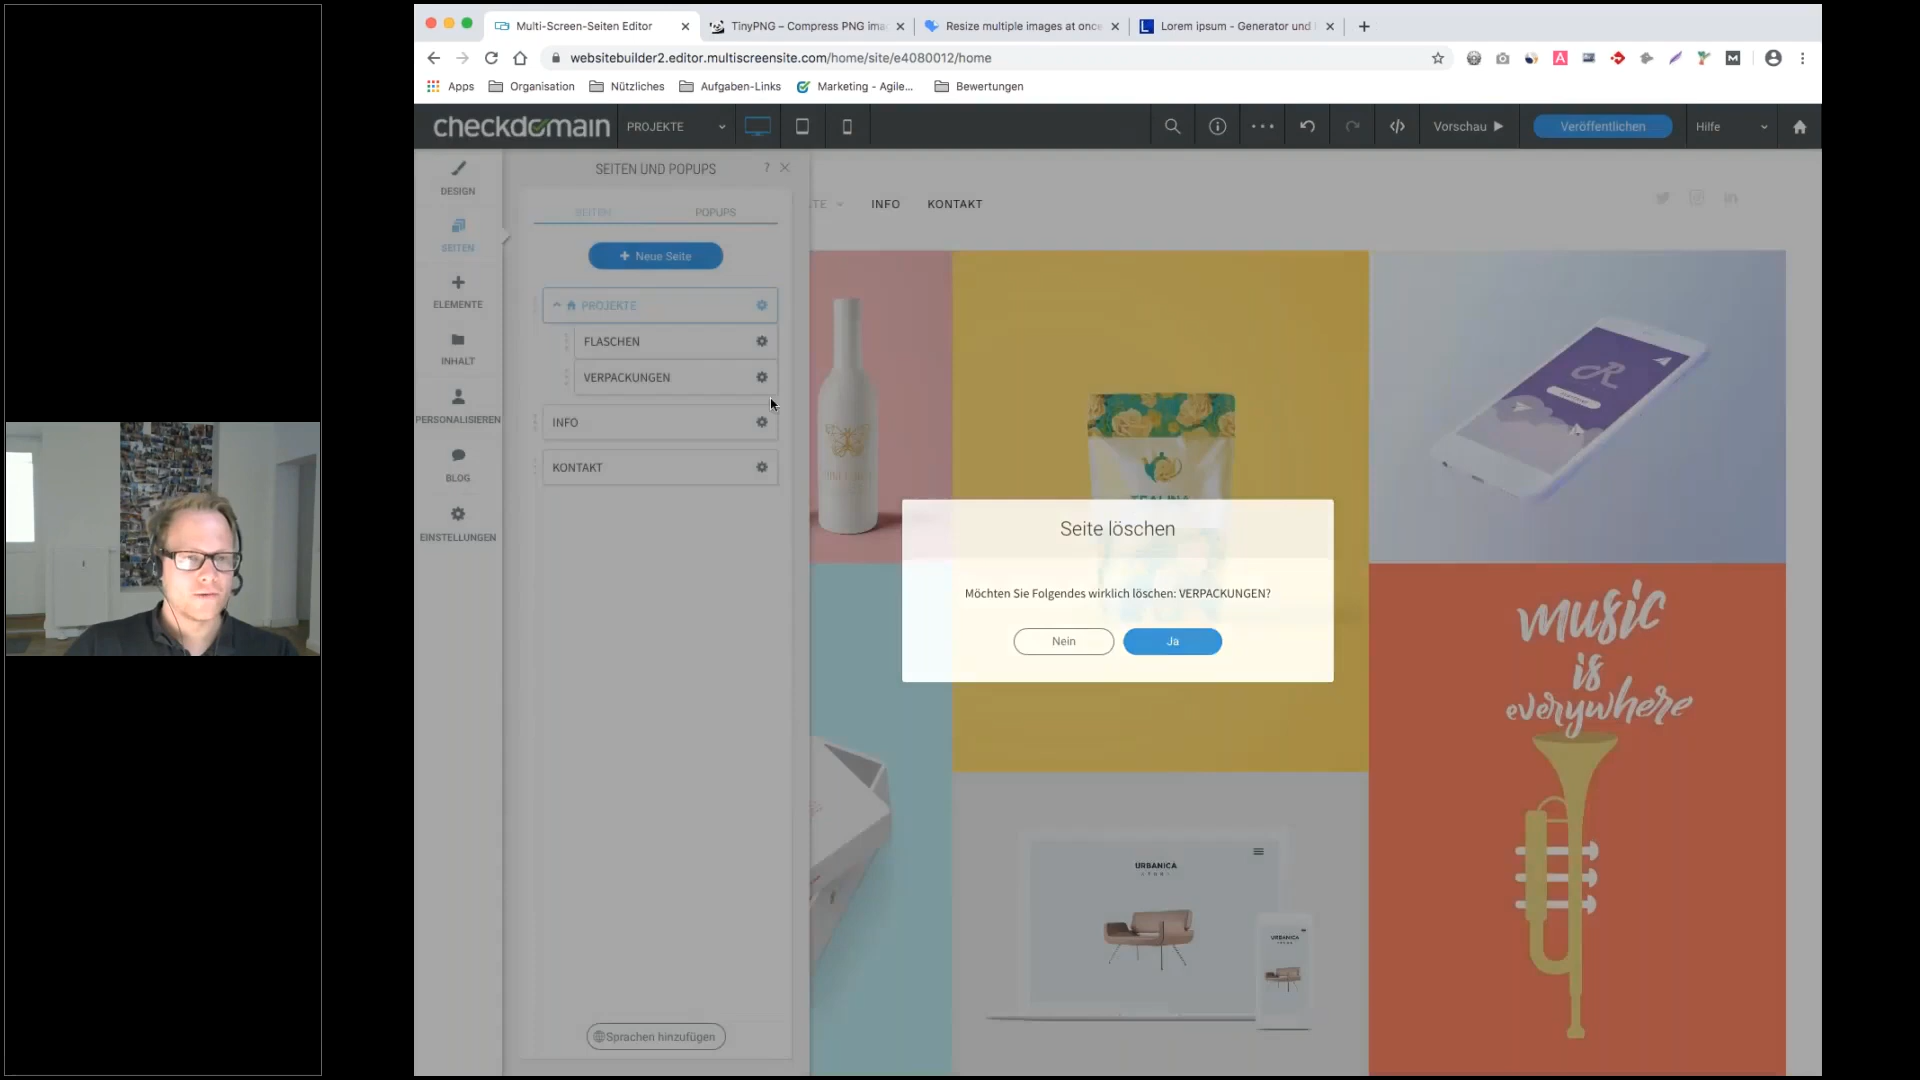 Multi-Screen-Seiten Editor
TinyPNG – Compress PNG ima
Resize multiple images at once
Lorem ipsum - Generator und
websitebuilder2.editor.multiscreensite.com/home/site/e4080012/home
Apps
Organisation
Nützliches
Aufgaben-Links
Marketing - Agile...
Bewertungen
checkdomain
PROJEKTE
Vorschau
Veröffentlichen
Hilfe
DESIGN
SEITEN
ELEMENTE
INHALT
PERSONALISIEREN
BLOG
EINSTELLUNGEN
SEITEN UND POPUPS
?
SEITEN
POPUPS
+ Neue Seite
PROJEKTE
FLASCHEN
VERPACKUNGEN
INFO
KONTAKT
Sprachen hinzufügen
TE
INFO
KONTAKT
Seite löschen
Möchten Sie Folgendes wirklich löschen: VERPACKUNGEN?
Nein
Ja
music
is
everywhere
URBANICA
URBANICA